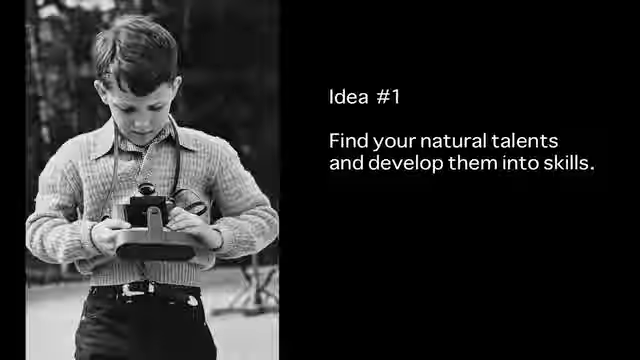 Idea #1
Find your natural talents
and develop them into skills.